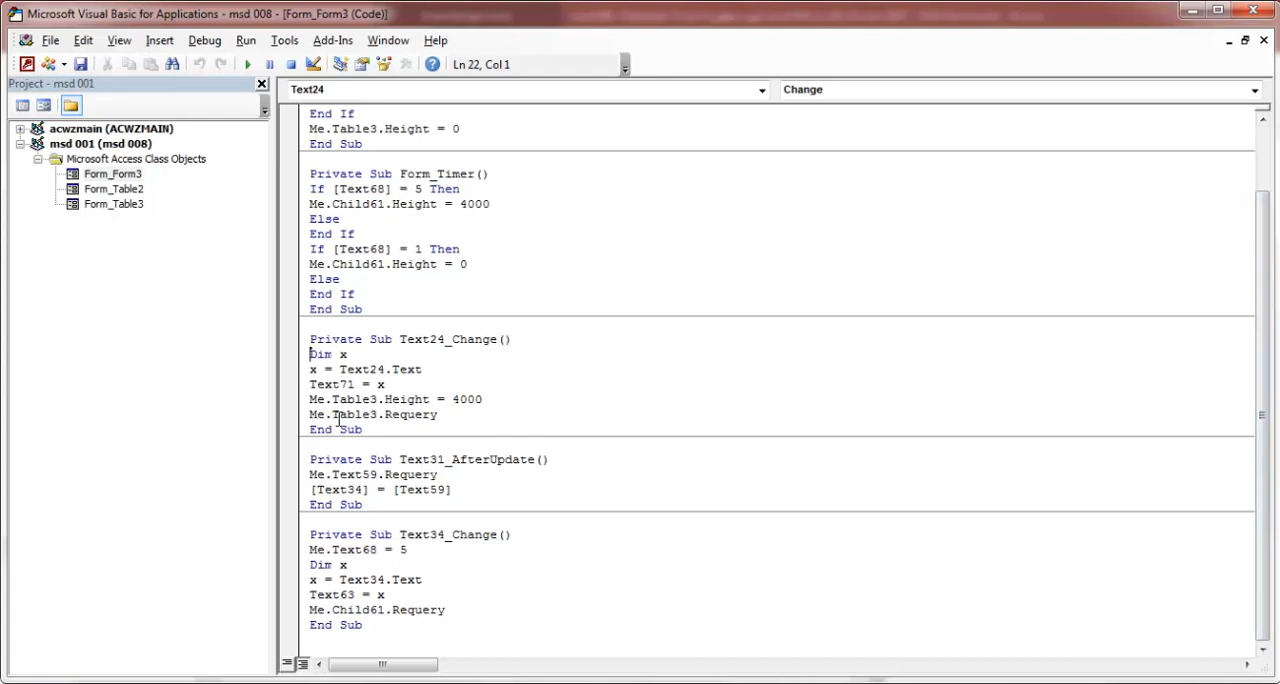 Microsoft Visual Basic for Applications - msd 008 - [Form_Form3 (Code)]
File Edit View Insert Debug Run Tools Add-Ins Window Help
Ln 22, Col 1
Project - msd 001
Text24 Change
acwzmain (ACWZMAIN)
msd 001 (msd 008)
Microsoft Access Class Objects
Form_Form3
Form_Table2
Form_Table3
End If
Me.Table3.Height = 0
End Sub
Private Sub Form_Timer()
If [Text68] = 5 Then
Me.Child61.Height = 4000
Else
End If
If [Text68] = 1 Then
Me.Child61.Height = 0
Else
End If
End Sub
Private Sub Text24_Change()
Dim x
x = Text24.Text
Text71 = x
Me.Table3.Height = 4000
Me.Table3.Requery
End Sub
Private Sub Text31_AfterUpdate()
Me.Text59.Requery
[Text34] = [Text59]
End Sub
Private Sub Text34_Change()
Me.Text68 = 5
Dim x
x = Text34.Text
Text63 = x
Me.Child61.Requery
End Sub